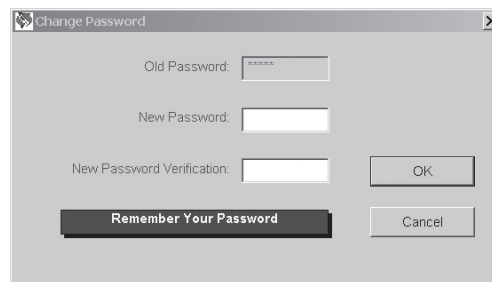 Change Password
Old Password: *****
New Password:
New Password Verification:
OK
Remember Your Password
Cancel